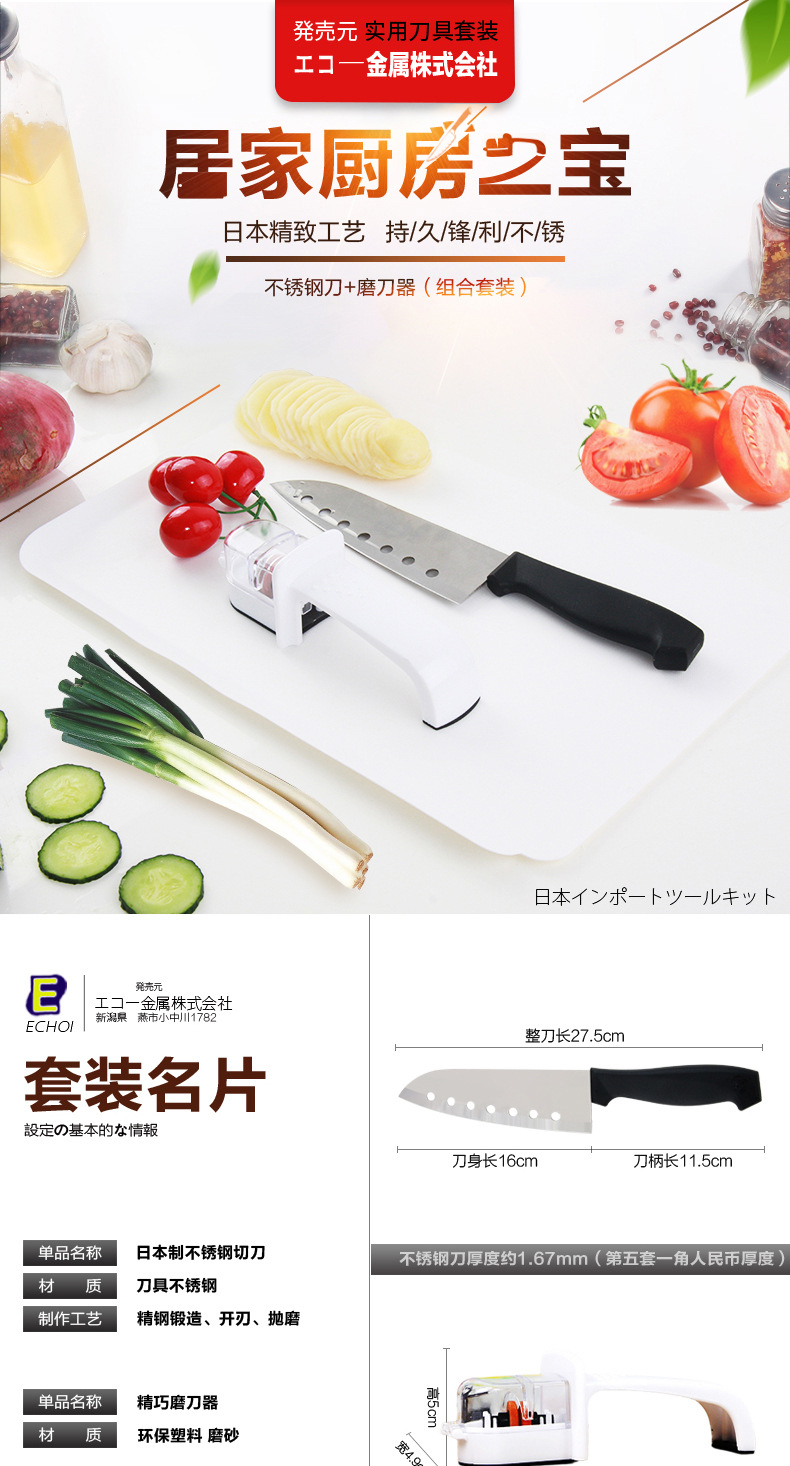 発売元 实用刀具套装
エコー金属株式会社
居家厨房之宝
日本精致工艺 持/久/锋/利/不/锈
不锈钢刀+磨刀器（组合套装）
日本インポートツールキット
ECHOI
発売元
エコー金属株式会社
新潟県 燕市小中川1782
套装名片
設定の基本的な情報
单品名称 日本制不锈钢切刀
材 质 刀具不锈钢
制作工艺 精钢锻造、开刃、抛磨
单品名称 精巧磨刀器
材 质 环保塑料 磨砂
整刀长27.5cm
刀身长16cm 刀柄长11.5cm
不锈钢刀厚度约1.67mm（第五套一角人民币厚度）
高5cm
宽4.9